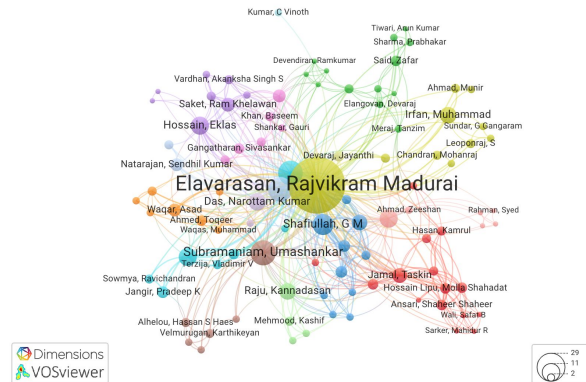 Kumar, C Vinoth
Tiwari, Arun Kumar
Sharma, Prabhakar
Devendiran, Ramkumar
Said, Zafar
Vardhan, Akanksha Singh S
Ahmad, Munir
Saket, Ram Khelawan
Elangovan, Devaraj
Khan, Baseem
Irfan, Muhammad
Hossain, Eklas
Shankar, Gauri
Meraj, Tanzim
Sundar, G Gangaram
Gangatharan, Sivasankar
Leoponraj, S
Devaraj, Jayanthi
Chandran, Mohanraj
Natarajan, Sendhil Kumar
Elavarasan, Rajvikram Madurai
Das, Narottam Kumar
Waqar, Asad
Ahmad, Zeeshan
Rahman, Syed
Ahmed, Toqeer
Shafiullah, G M
Waqas, Muhammad
Hasan, Kamrul
Subramaniam, Umashankar
Terzija, Vladimir V
Sowmya, Ravichandran
Jamal, Taskin
Jangir, Pradeep K
Raju, Kannadasan
Hossain Lipu, Molla Shahadat
Ansari, Shaheer Shaheer
Alhelou, Hassan S Haes
Mehmood, Kashif
Wali, Safat B
Velmurugan, Karthikeyan
Sarker, Mahidur R
Dimensions
VOSviewer
29
11
2